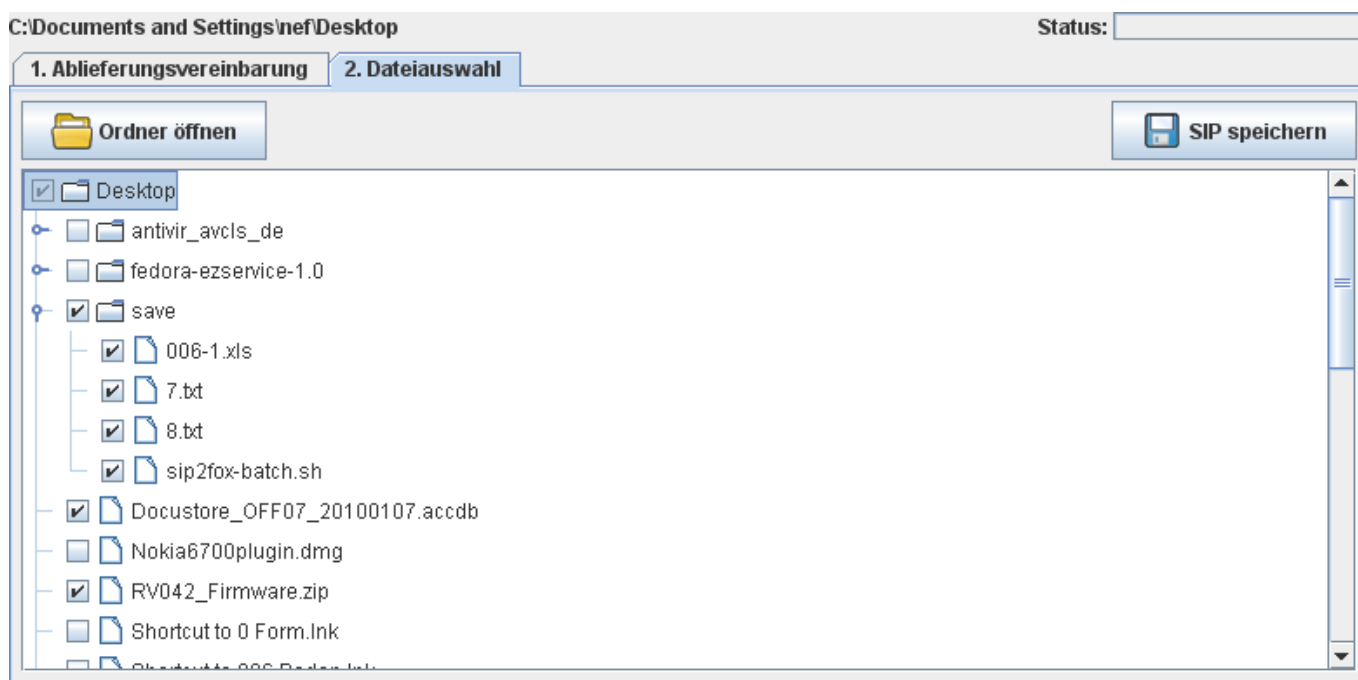 C:\Documents and Settings\nef\Desktop Status:
1. Ablieferungsvereinbarung 2. Dateiauswahl
Ordner öffnen SIP speichern
Desktop
antivir_avcls_de
fedora-ezservice-1.0
save
006-1.xls
7.txt
8.txt
sip2fox-batch.sh
Docustore_OFF07_20100107.accdb
Nokia6700plugin.dmg
RV042_Firmware.zip
Shortcut to 0 Form.lnk